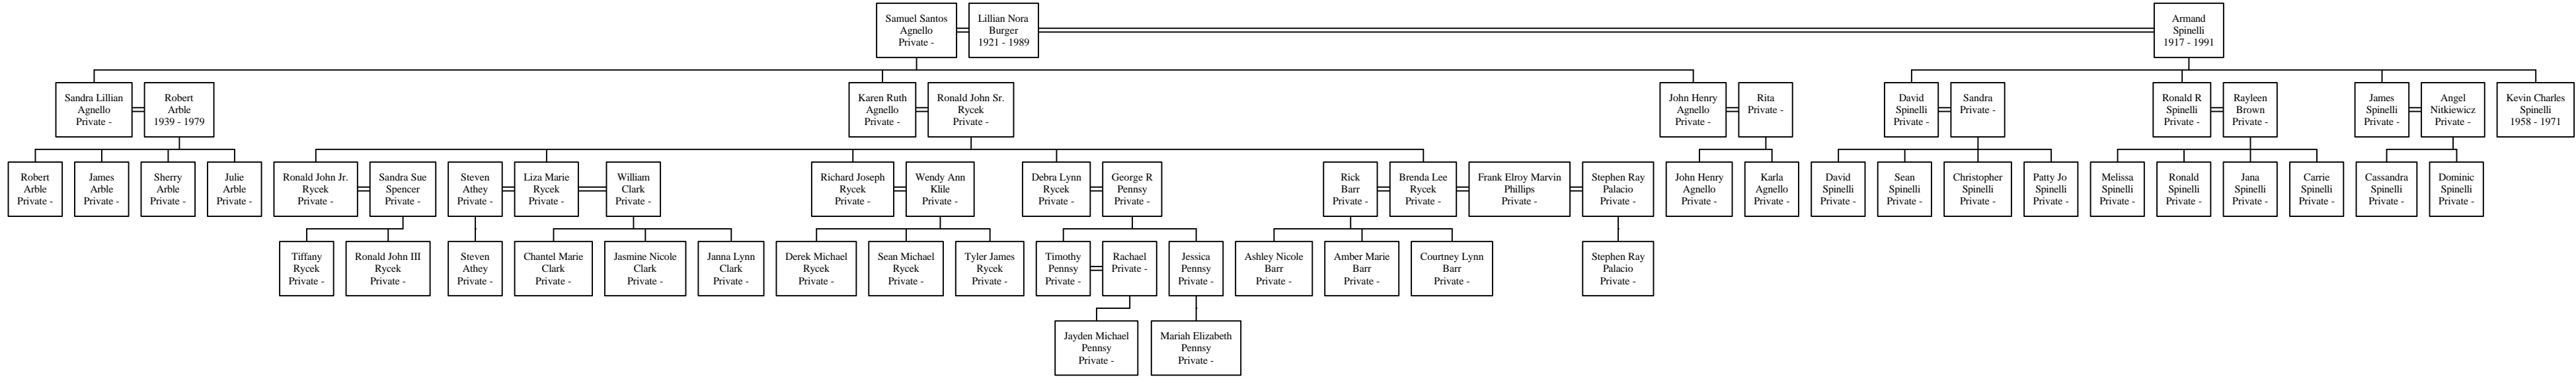 Samuel Santos
Agnello
Private -
Lillian Nora
Burger
1921 - 1989
Armand
Spinelli
1917 - 1991
Sandra Lillian
Agnello
Private -
Robert
Arble
1939 - 1979
Karen Ruth
Agnello
Private -
Ronald John Sr.
Rycek
Private -
John Henry
Agnello
Private -
Rita
Private -
David
Spinelli
Private -
Sandra
Private -
Ronald R
Spinelli
Private -
Rayleen
Brown
Private -
James
Spinelli
Private -
Angel
Nitkiewicz
Private -
Kevin Charles
Spinelli
1958 - 1971
Robert
Arble
Private -
James
Arble
Private -
Sherry
Arble
Private -
Julie
Arble
Private -
Ronald John Jr.
Rycek
Private -
Sandra Sue
Spencer
Private -
Steven
Athey
Private -
Liza Marie
Rycek
Private -
William
Clark
Private -
Richard Joseph
Rycek
Private -
Wendy Ann
Klile
Private -
Debra Lynn
Rycek
Private -
George R
Pennsy
Private -
Rick
Barr
Private -
Brenda Lee
Rycek
Private -
Frank Elroy Marvin
Phillips
Private -
Stephen Ray
Palacio
Private -
John Henry
Agnello
Private -
Karla
Agnello
Private -
David
Spinelli
Private -
Sean
Spinelli
Private -
Christopher
Spinelli
Private -
Patty Jo
Spinelli
Private -
Melissa
Spinelli
Private -
Ronald
Spinelli
Private -
Jana
Spinelli
Private -
Carrie
Spinelli
Private -
Cassandra
Spinelli
Private -
Dominic
Spinelli
Private -
Tiffany
Rycek
Private -
Ronald John III
Rycek
Private -
Steven
Athey
Private -
Chantel Marie
Clark
Private -
Jasmine Nicole
Clark
Private -
Janna Lynn
Clark
Private -
Derek Michael
Rycek
Private -
Sean Michael
Rycek
Private -
Tyler James
Rycek
Private -
Timothy
Pennsy
Private -
Rachael
Private -
Jessica
Pennsy
Private -
Ashley Nicole
Barr
Private -
Amber Marie
Barr
Private -
Courtney Lynn
Barr
Private -
Stephen Ray
Palacio
Private -
Jayden Michael
Pennsy
Private -
Mariah Elizabeth
Pennsy
Private -